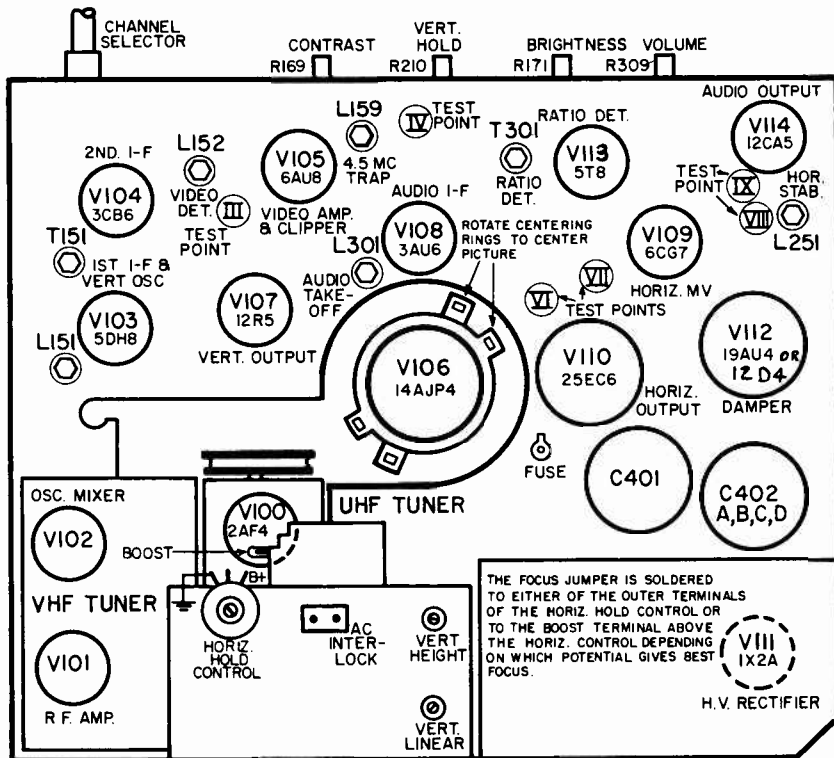 CHANNEL
SELECTOR
CONTRAST
R169
VERT.
HOLD
R210
BRIGHTNESS
R171
VOLUME
R309
AUDIO OUTPUT
V114
12CA5
2ND. I-F
V104
3CB6
L152
VIDEO
DET.
III
TEST
POINT
V105
6AU8
VIDEO AMP.
& CLIPPER
L159
4.5 MC
TRAP
IV
TEST
POINT
T301
RATIO
DET.
RATIO DET.
V113
5T8
TEST
POINT
IX
VIII
HOR.
STAB.
L251
T151
1ST I-F &
VERT OSC
V103
5DH8
L151
V107
12R5
VERT. OUTPUT
L301
AUDIO
TAKE-
OFF
AUDIO I-F
V108
3AU6
ROTATE CENTERING
RINGS TO CENTER
PICTURE
V109
6CG7
HORIZ. MV
VII
VI
TEST POINTS
V106
14AJP4
V110
25EC6
HORIZ.
OUTPUT
V112
19AU4 OR
12D4
DAMPER
FUSE
C401
C402
A,B,C,D
OSC. MIXER
V102
VHF TUNER
V101
R.F. AMP.
V100
2AF4
UHF TUNER
BOOST
B+
HORIZ.
HOLD
CONTROL
AC
INTER-
LOCK
VERT
HEIGHT
VERT.
LINEAR
THE FOCUS JUMPER IS SOLDERED
TO EITHER OF THE OUTER TERMINALS
OF THE HORIZ. HOLD CONTROL OR
TO THE BOOST TERMINAL ABOVE
THE HORIZ. CONTROL DEPENDING
ON WHICH POTENTIAL GIVES BEST
FOCUS.
V111
1X2A
H.V. RECTIFIER